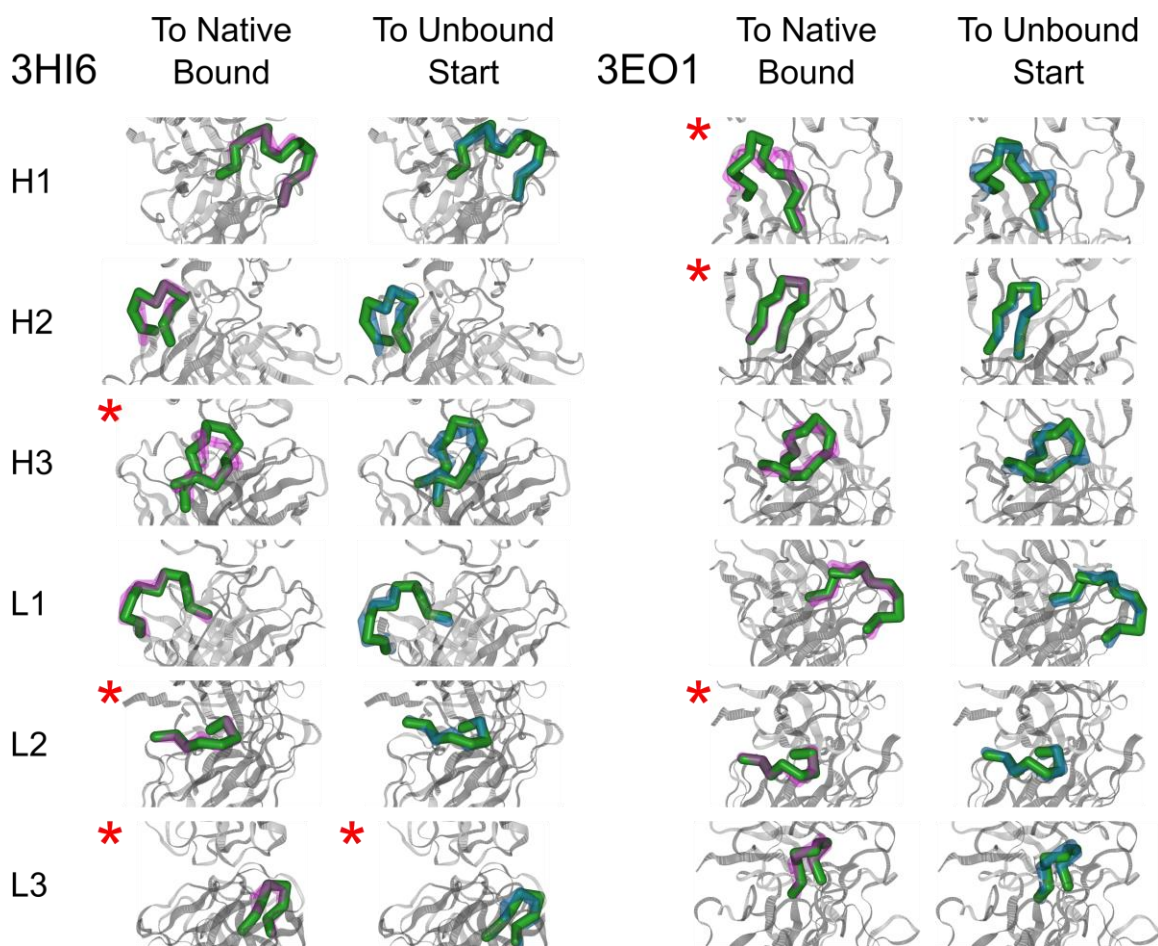 3HI6
To Native
Bound
To Unbound
Start
3EO1
To Native
Bound
To Unbound
Start
*
H1
*
H2
*
H3
L1
* *
L2
* *
L3